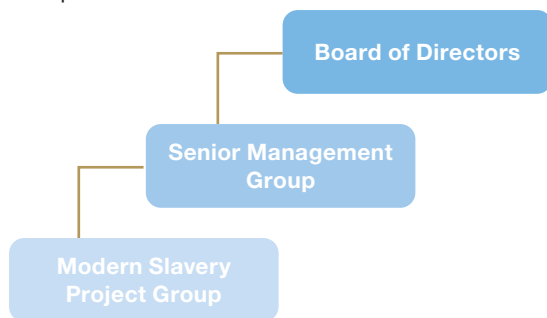 Board of Directors
Senior Management
Group
Modern Slavery
Project Group